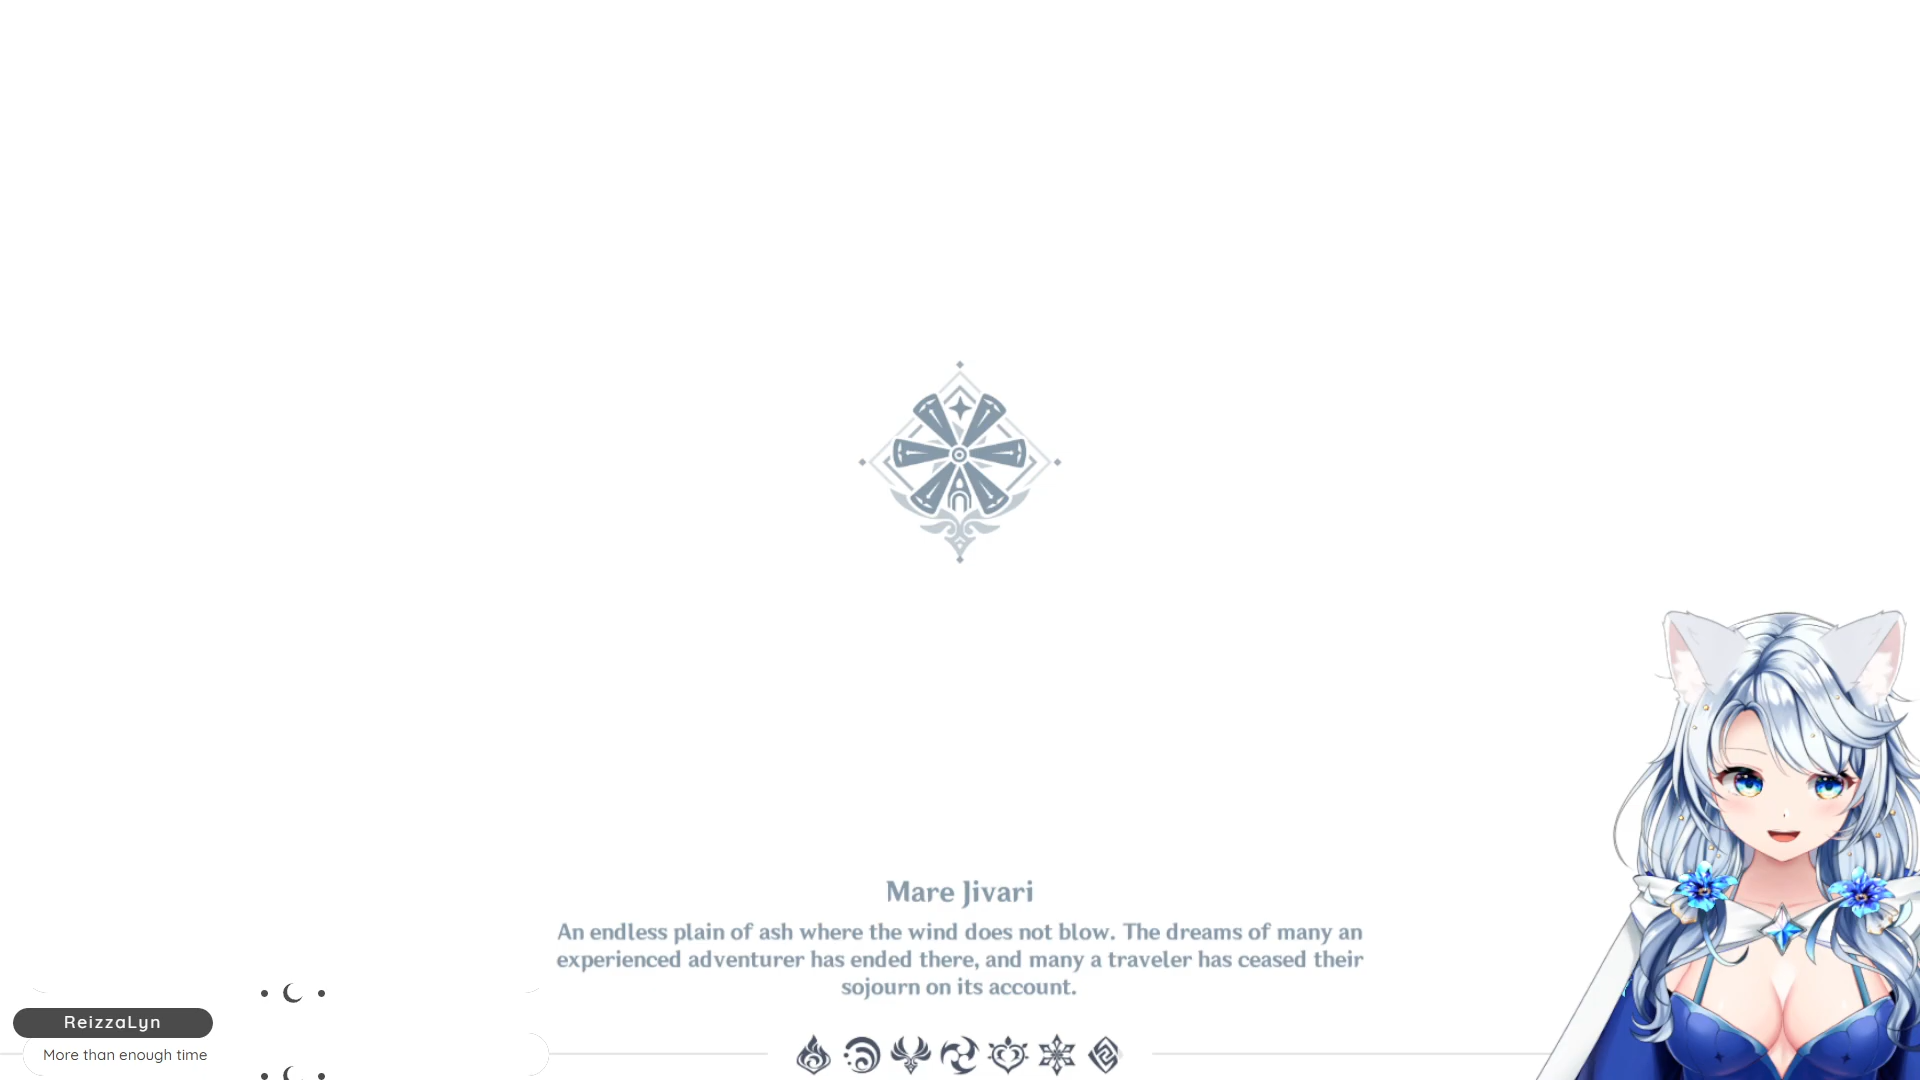 Mare Jivari
An endless plain of ash where the wind does not blow. The dreams of many an
experienced adventurer has ended there, and many a traveler has ceased their
sojourn on its account.
ReizzaLyn
More than enough time